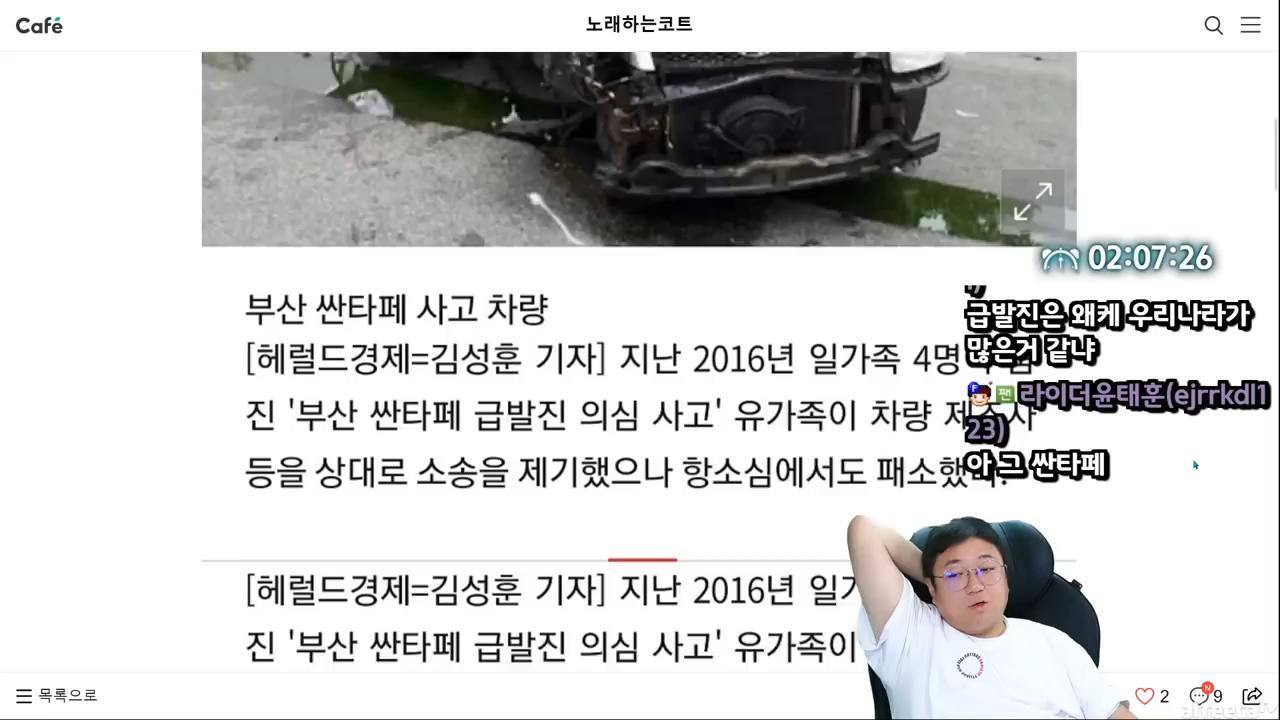 Café
노래하는코트
02:07:26
부산 싼타페 사고 차량
급발진은 왜케 우리나라가
많은거 같냐
[헤럴드경제=김성훈 기자] 지난 2016년 일가족 4명
팬 라이더윤태훈(ejrrkdl1
23)
진 '부산 싼타페 급발진 의심 사고' 유가족이 차량
아 그 싼타페
등을 상대로 소송을 제기했으나 항소심에서도
[헤럴드경제=김성훈 기자] 지난 2016년
진 '부산 싼타페 급발진 의심 사고' 유가족이
목록으로
2
N
9
afreecaTV